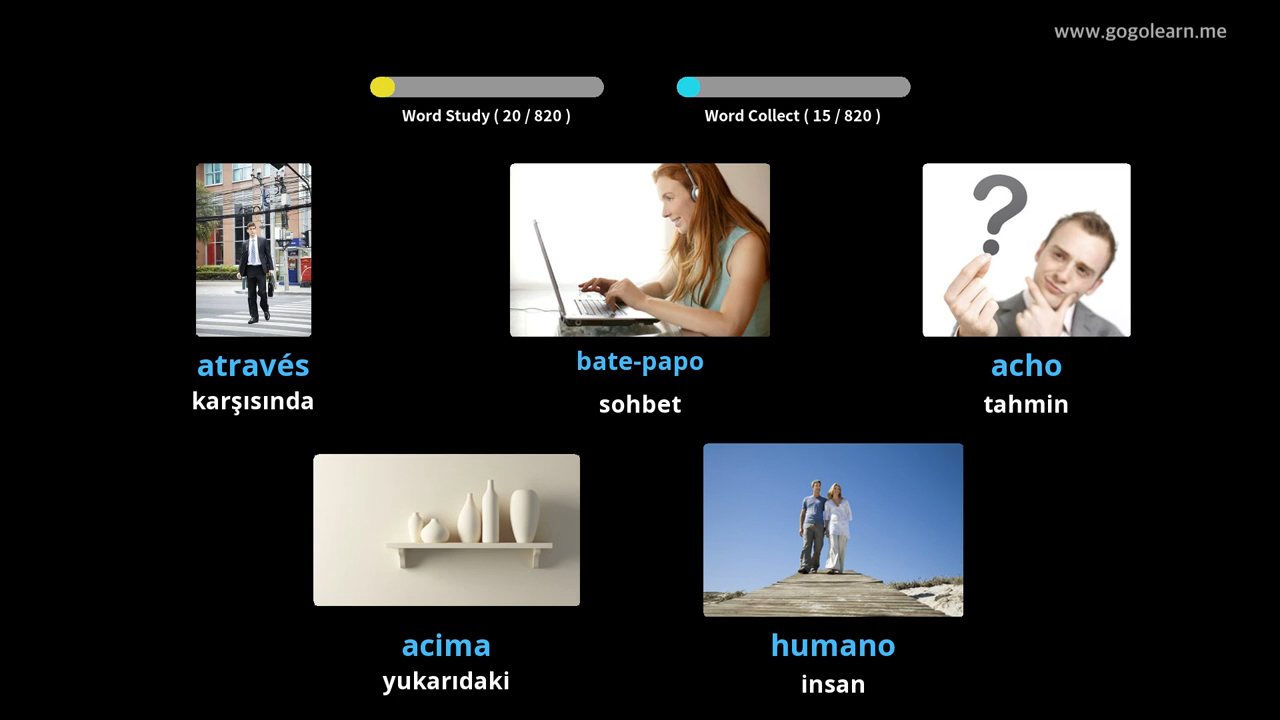 www.gogolearn.me
Word Study ( 20 / 820 )
Word Collect ( 15 / 820 )
através
karşısında
bate-papo
sohbet
acho
tahmin
acima
yukarıdaki
humano
insan